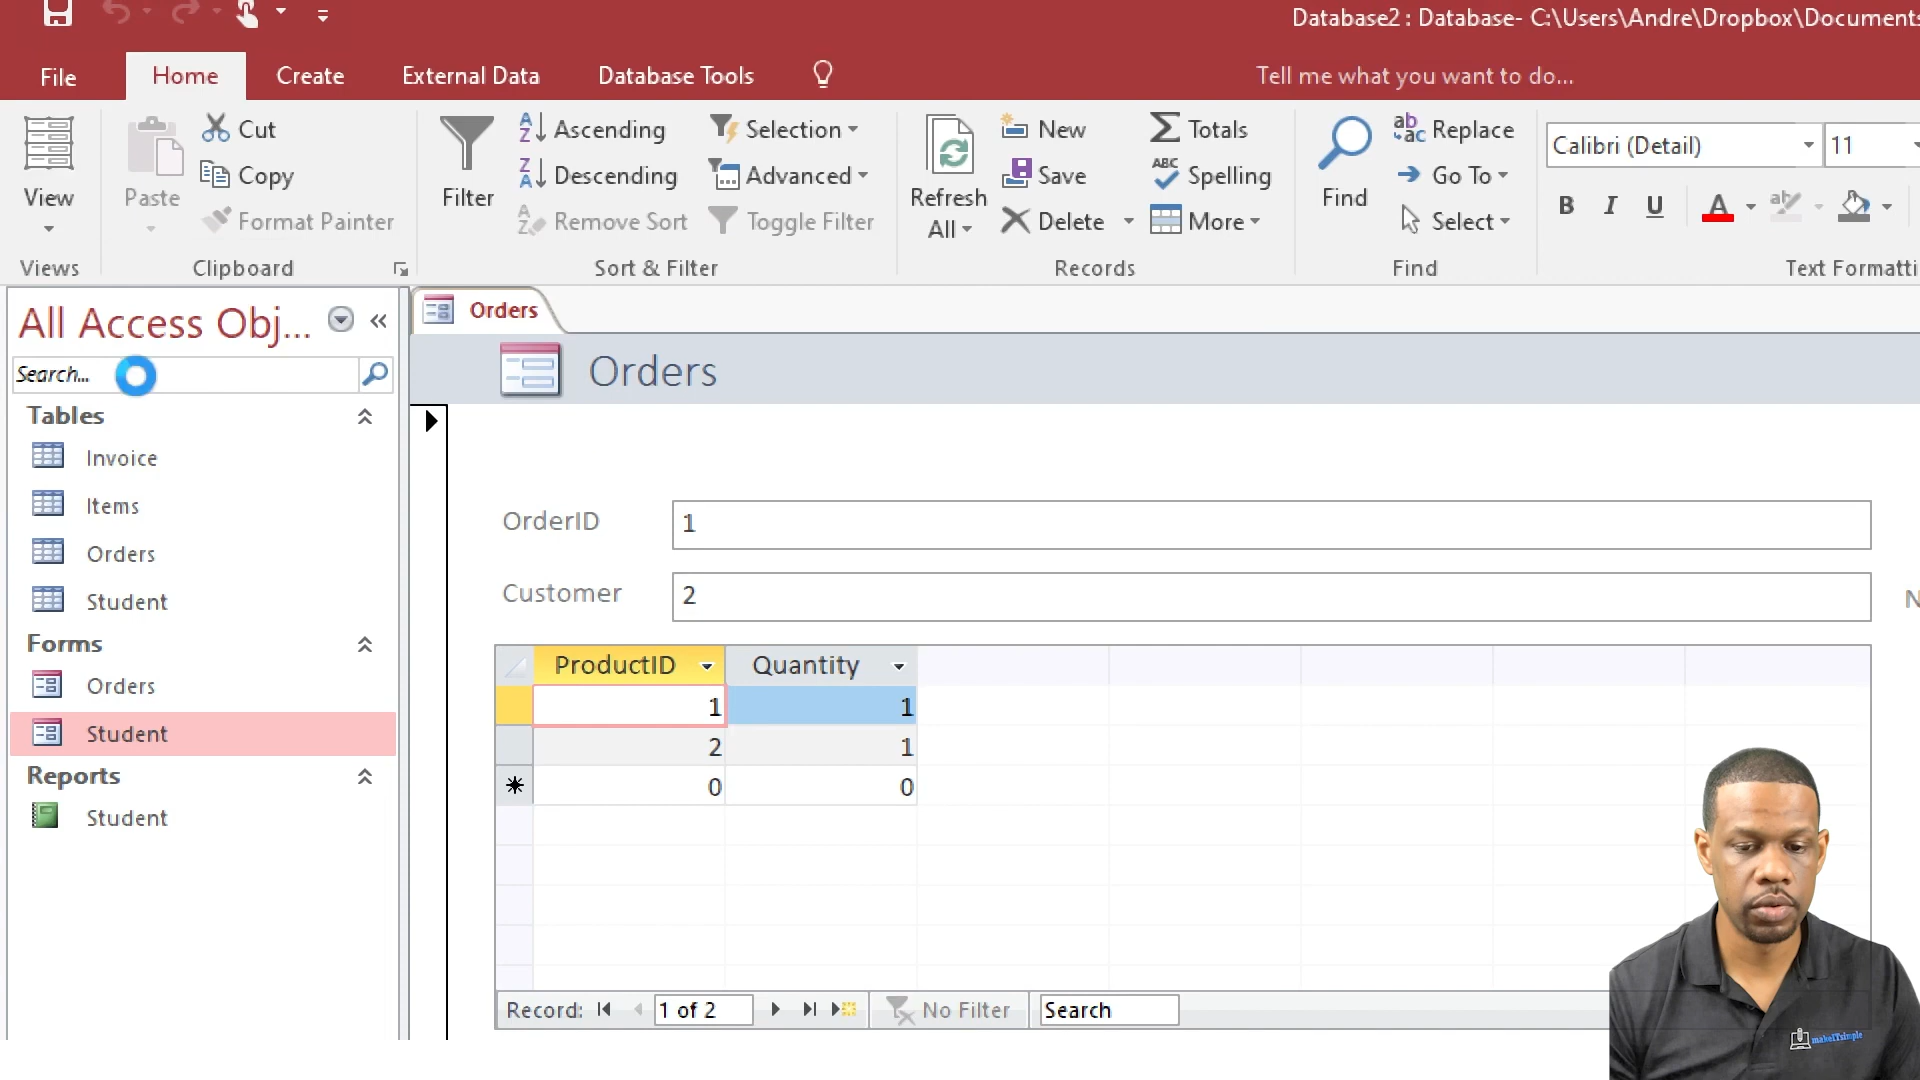 Database2 : Database- C:\Users\Andre\Dropbox\Documents
File
Home
Create
External Data
Database Tools
Tell me what you want to do...
View
Paste
Cut
Copy
Format Painter
Filter
Ascending
Descending
Remove Sort
Selection
Advanced
Toggle Filter
Refresh
All
New
Save
Delete
Totals
Spelling
More
Find
Replace
Go To
Select
Calibri (Detail)
11
B I U A
Views
Clipboard
Sort & Filter
Records
Find
Text Formatti
All Access Obj...
Search...
Tables
Invoice
Items
Orders
Student
Forms
Orders
Student
Reports
Student
Orders
Orders
OrderID 1
Customer 2
N
ProductID Quantity
1 1
2 1
0 0
Record: 1 of 2 No Filter Search
makeITsimple